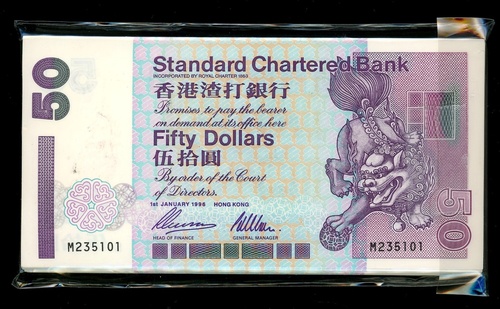 50
Standard Chartered Bank
INCORPORATED BY ROYAL CHARTER 1853
香港渣打銀行
Promises to pay the bearer
on demand at its office here
Fifty Dollars
伍拾圓
By order of the Court
of Directors.
1st JANUARY 1998 HONG KONG
HEAD OF FINANCE GENERAL MANAGER
M235101 M235101
50